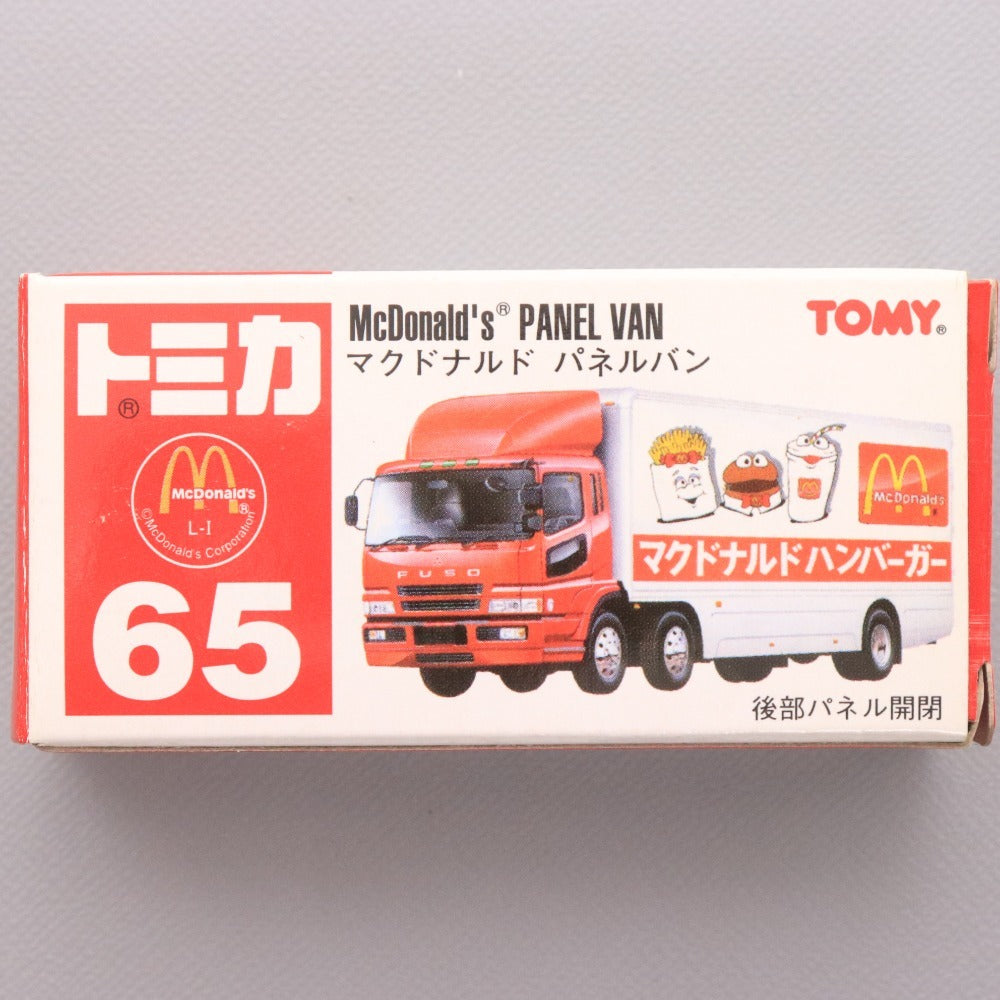 トミカ®
McDonald's®
L-I
©McDonald's Corporation
65
McDonald's® PANEL VAN
マクドナルド パネルバン
TOMY®
FUSO
McDonald's
マクドナルドハンバーガー
後部パネル開閉